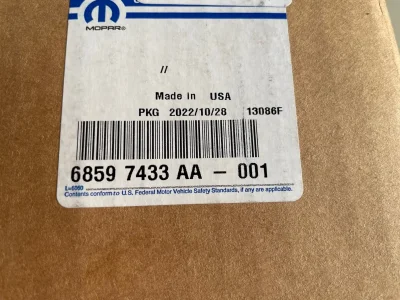 MOPAR®
//
Made in USA
PKG 2022/10/28 13086F
6859 7433 AA - 001
L-6090
Contents conform to U.S. Federal Motor Vehicle Safety Standards, if any are applicable.